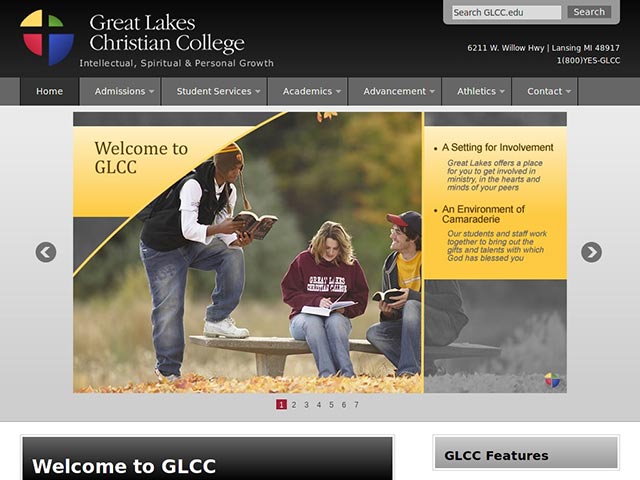 Great Lakes
Christian College
Intellectual, Spiritual & Personal Growth
Search GLCC.edu
Search
6211 W. Willow Hwy | Lansing MI 48917
1(800)YES-GLCC
Home
Admissions
Student Services
Academics
Advancement
Athletics
Contact
Welcome to
GLCC
• A Setting for Involvement
Great Lakes offers a place
for you to get involved in
ministry, in the hearts and
minds of your peers
• An Environment of
Camaraderie
Our students and staff work
together to bring out the
gifts and talents with which
God has blessed you
GREAT LAKES
CHRISTIAN COLLEGE
1 2 3 4 5 6 7
Welcome to GLCC
GLCC Features